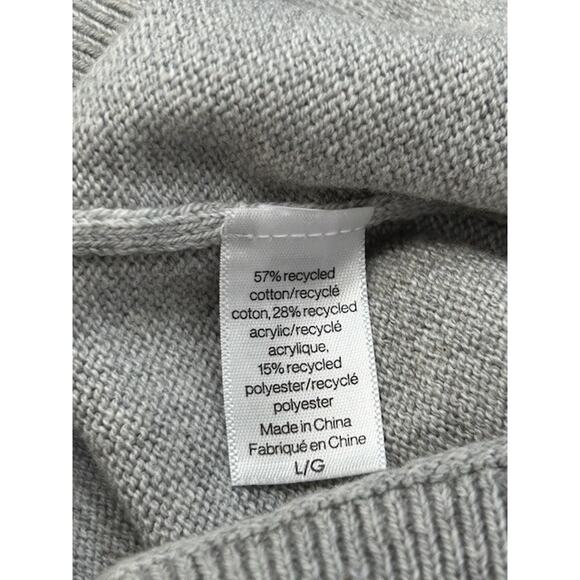 57% recycled
cotton/recyclé
coton, 28% recycled
acrylic/recyclé
acrylique,
15% recycled
polyester/recyclé
polyester
Made in China
Fabriqué en Chine
L/G